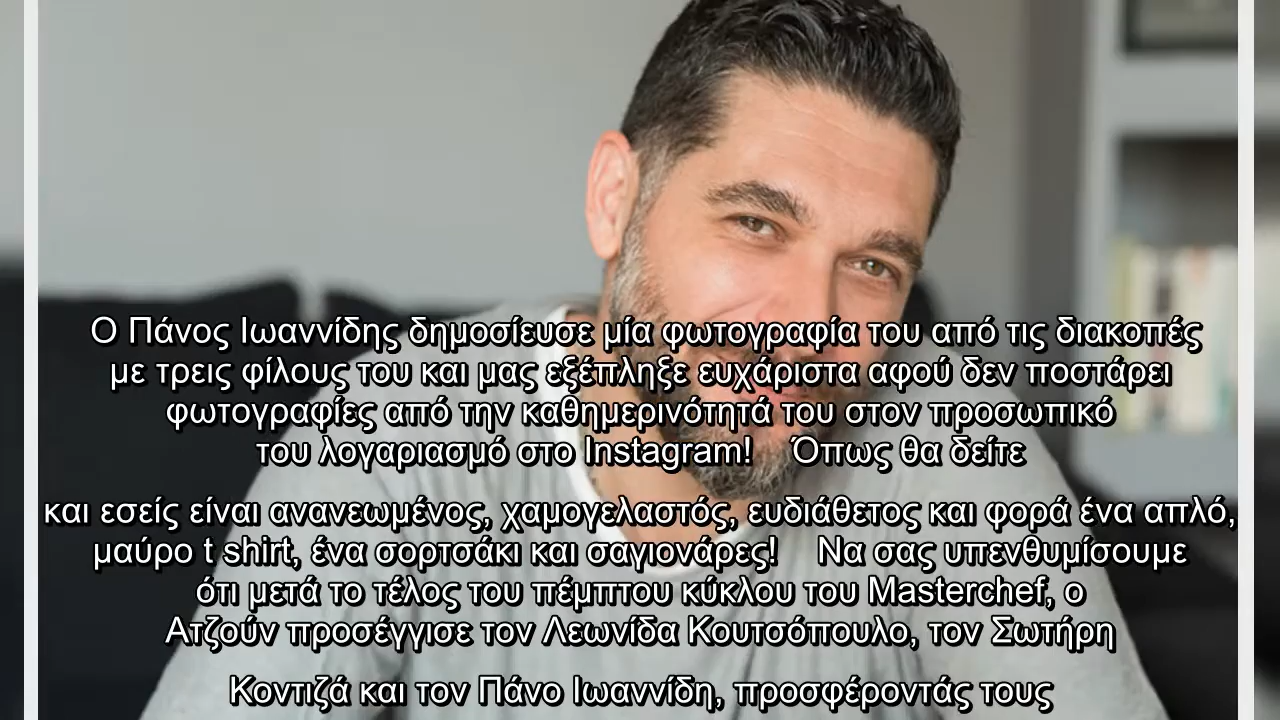 Ο Πάνος Ιωαννίδης δημοσίευσε μία φωτογραφία του από τις διακοπές
με τρεις φίλους του και μας εξέπληξε ευχάριστα αφού δεν ποστάρει
φωτογραφίες από την καθημερινότητά του στον προσωπικό
του λογαριασμό στο Instagram! Όπως θα δείτε
και εσείς είναι ανανεωμένος, χαμογελαστός, ευδιάθετος και φορά ένα απλό,
μαύρο t shirt, ένα σορτσάκι και σαγιονάρες! Να σας υπενθυμίσουμε
ότι μετά το τέλος του πέμπτου κύκλου του Masterchef, ο
Ατζούν προσέγγισε τον Λεωνίδα Κουτσόπουλο, τον Σωτήρη
Κοντιζά και τον Πάνο Ιωαννίδη, προσφέροντάς τους